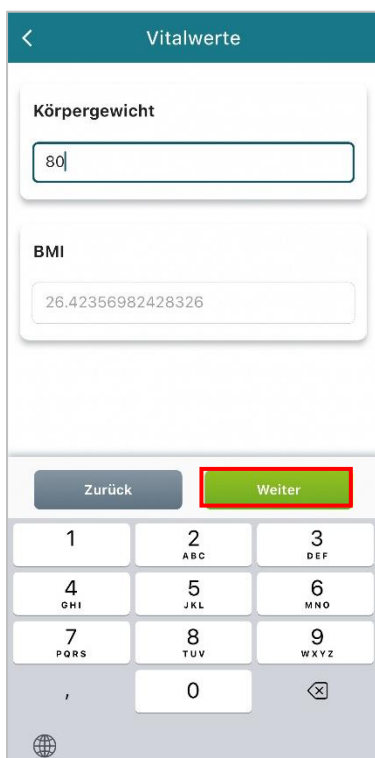 Vitalwerte
Körpergewicht
80
BMI
26.42356982428326
Zurück Weiter
1 2 3
ABC DEF
4 5 6
GHI JKL MNO
7 8 9
PQRS TUV WXYZ
, 0